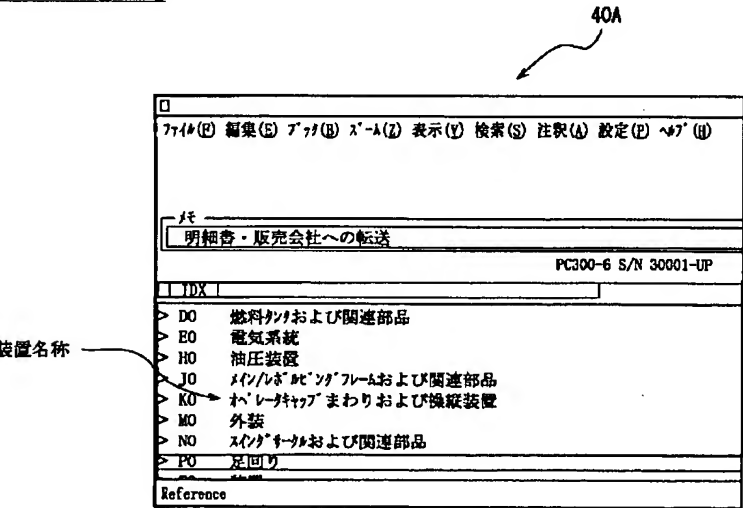 40A
ﾌｧｲﾙ(F) 編集(E) ﾌﾞｯｸ(B) ｽﾞｰﾑ(Z) 表示(V) 検索(S) 注釈(A) 設定(P) ﾍﾙﾌﾟ(H)
ﾒﾓ
明細書・販売会社への転送
PC300-6 S/N 30001-UP
IDX
> D0 燃料ﾀﾝｸおよび関連部品
> E0 電気系統
> H0 油圧装置
> J0 ﾒｲﾝ/ﾚﾎﾞﾙﾋﾞﾝｸﾞﾌﾚｰﾑおよび関連部品
装置名称
> K0 ｵﾍﾟﾚｰﾀｷｬｯﾌﾞまわりおよび操縦装置
> M0 外装
> N0 ｽｲﾝｸﾞｻｰｸﾙおよび関連部品
> P0 足回り
Reference